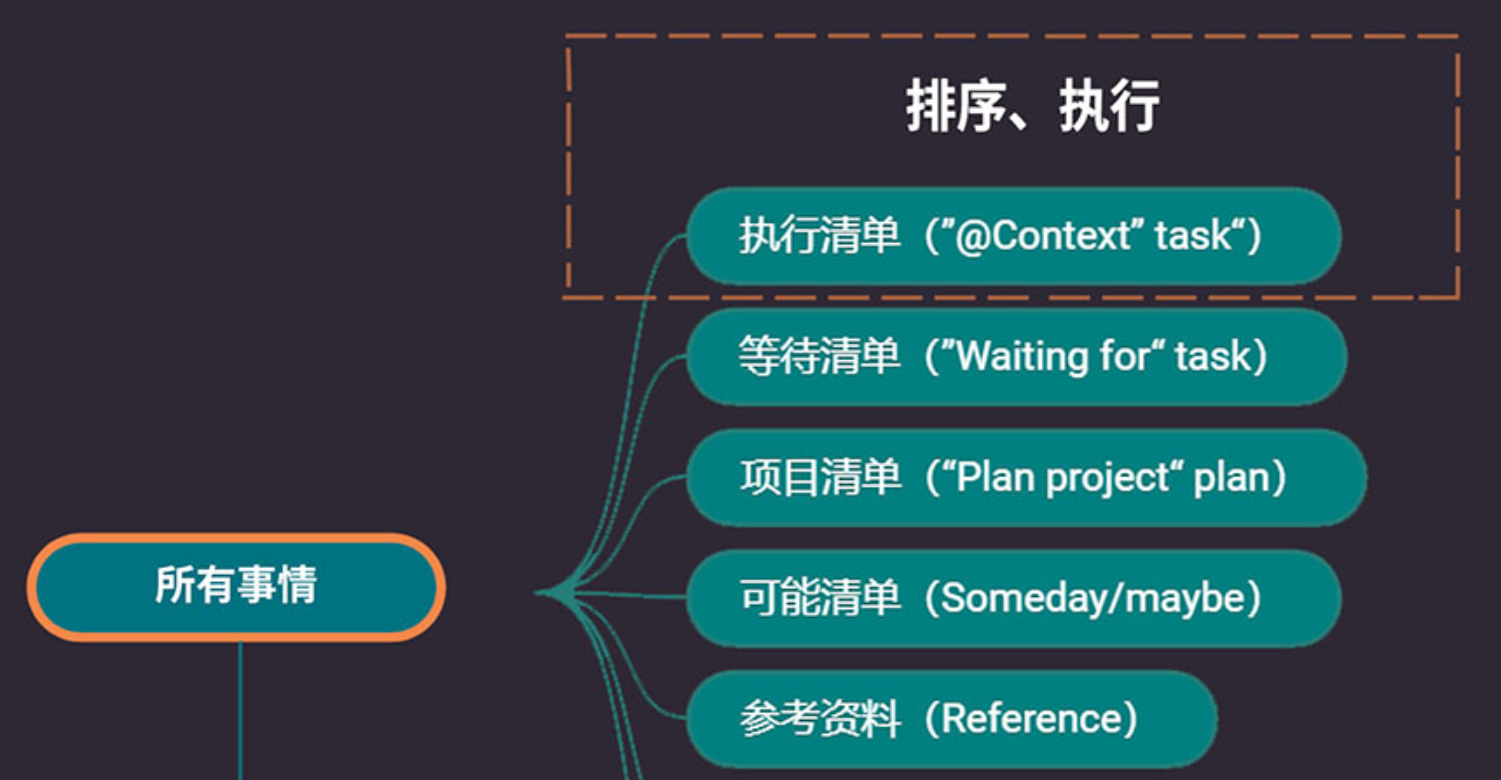 排序、执行
执行清单（”@Context” task“）
等待清单（”Waiting for“ task）
项目清单（“Plan project“ plan）
所有事情
可能清单（Someday/maybe）
参考资料（Reference）